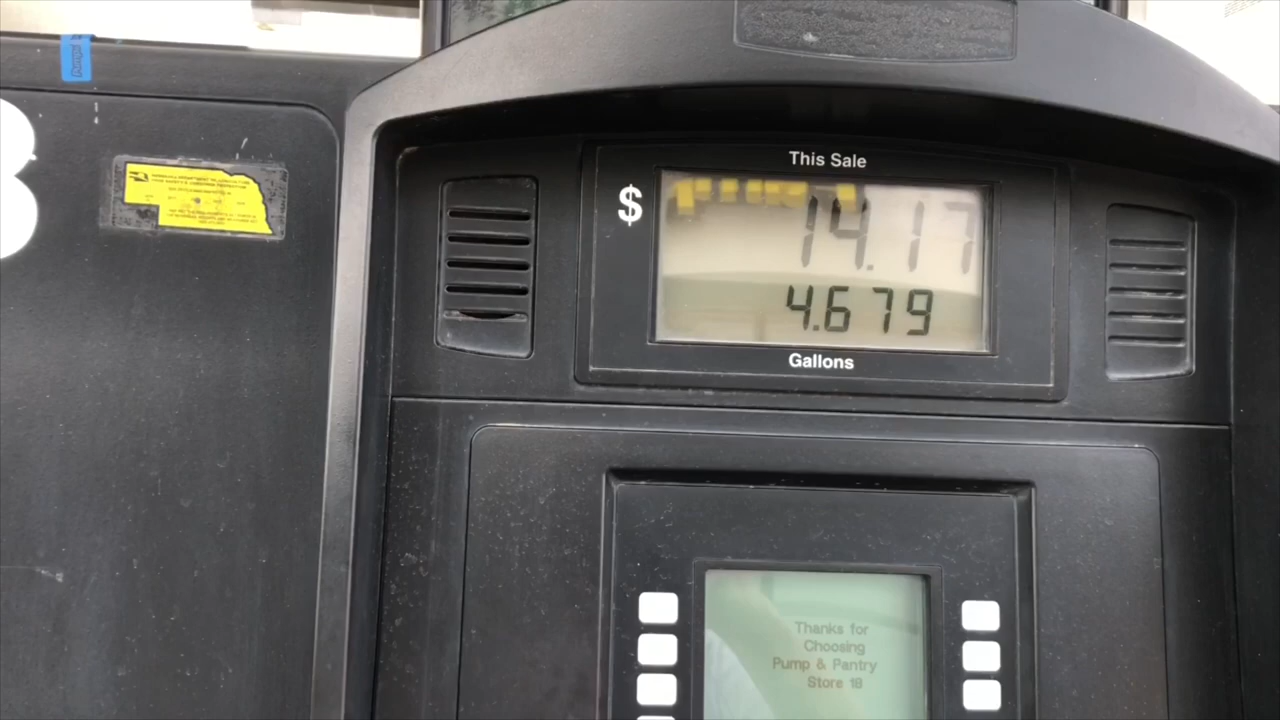 This Sale
$
14.17
4.679
Gallons
Thanks for
Choosing
Pump & Pantry
Store 18